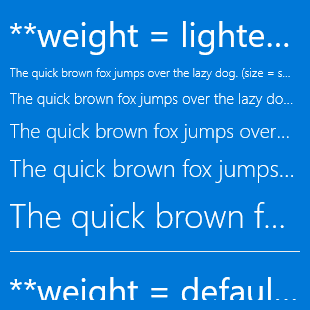 **weight = lighte...
The quick brown fox jumps over the lazy dog. (size = s...
The quick brown fox jumps over the lazy do...
The quick brown fox jumps over...
The quick brown fox jumps...
The quick brown f...
**weight = defaul...